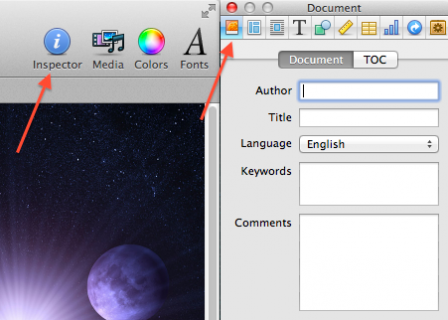 Inspector Media Colors Fonts
Document
Document TOC
Author
Title
Language English
Keywords
Comments